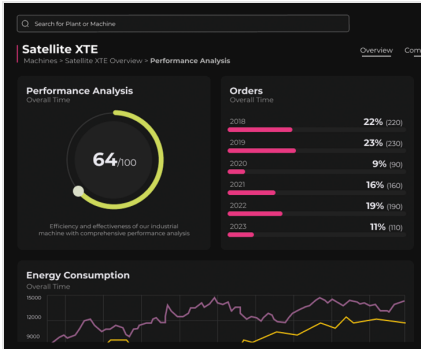 Search for Plant or Machine
Satellite XTE
Machines > Satellite XTE Overview > Performance Analysis
Overview Com
Performance Analysis
Overall Time
64/100
Efficiency and effectiveness of our industrial
machine with comprehensive performance analysis
Orders
Overall Time
2018 22% (220)
2019 23% (230)
2020 9% (90)
2021 16% (160)
2022 19% (190)
2023 11% (110)
Energy Consumption
Overall Time
15000
12000
9000